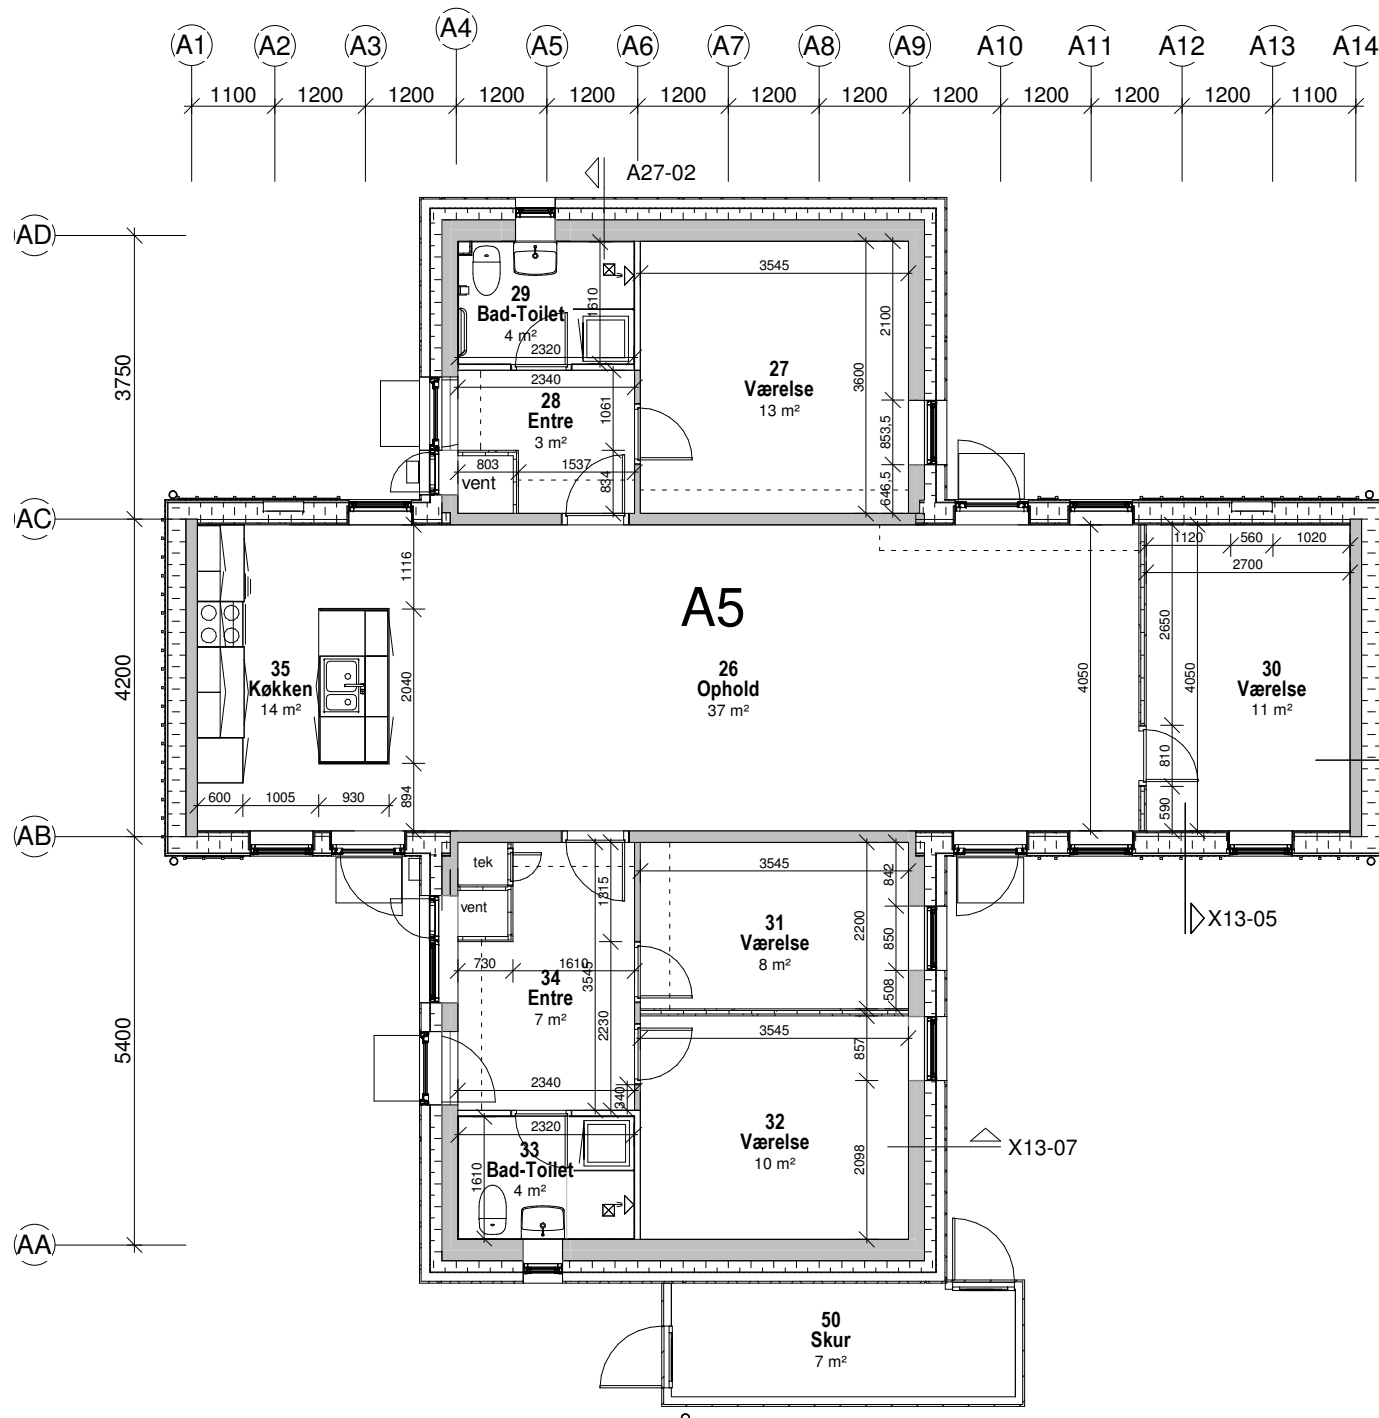 A1 A2 A3 A4 A5 A6 A7 A8 A9 A10 A11 A12 A13 A14
1100 1200 1200 1200 1200 1200 1200 1200 1200 1200 1200 1200 1100
A27-02
AD
3750
AC
4200
AB
5400
AA
29
Bad-Toilet
4 m²
1610
2320
3545
2100
3600
853,5
646,5
27
Værelse
13 m²
2340
28
Entre
3 m²
1061
803
1537
834
vent
1116
2040
894
35
Køkken
14 m²
600
1005
930
A5
26
Ophold
37 m²
4050
1120
560
1020
2700
2650
4050
810
590
30
Værelse
11 m²
X13-05
tek
vent
1315
3545
730
1610
34
Entre
7 m²
2230
2340
340
3545
842
2200
850
508
31
Værelse
8 m²
3545
857
2098
32
Værelse
10 m²
2320
33
Bad-Toilet
4 m²
1610
X13-07
50
Skur
7 m²